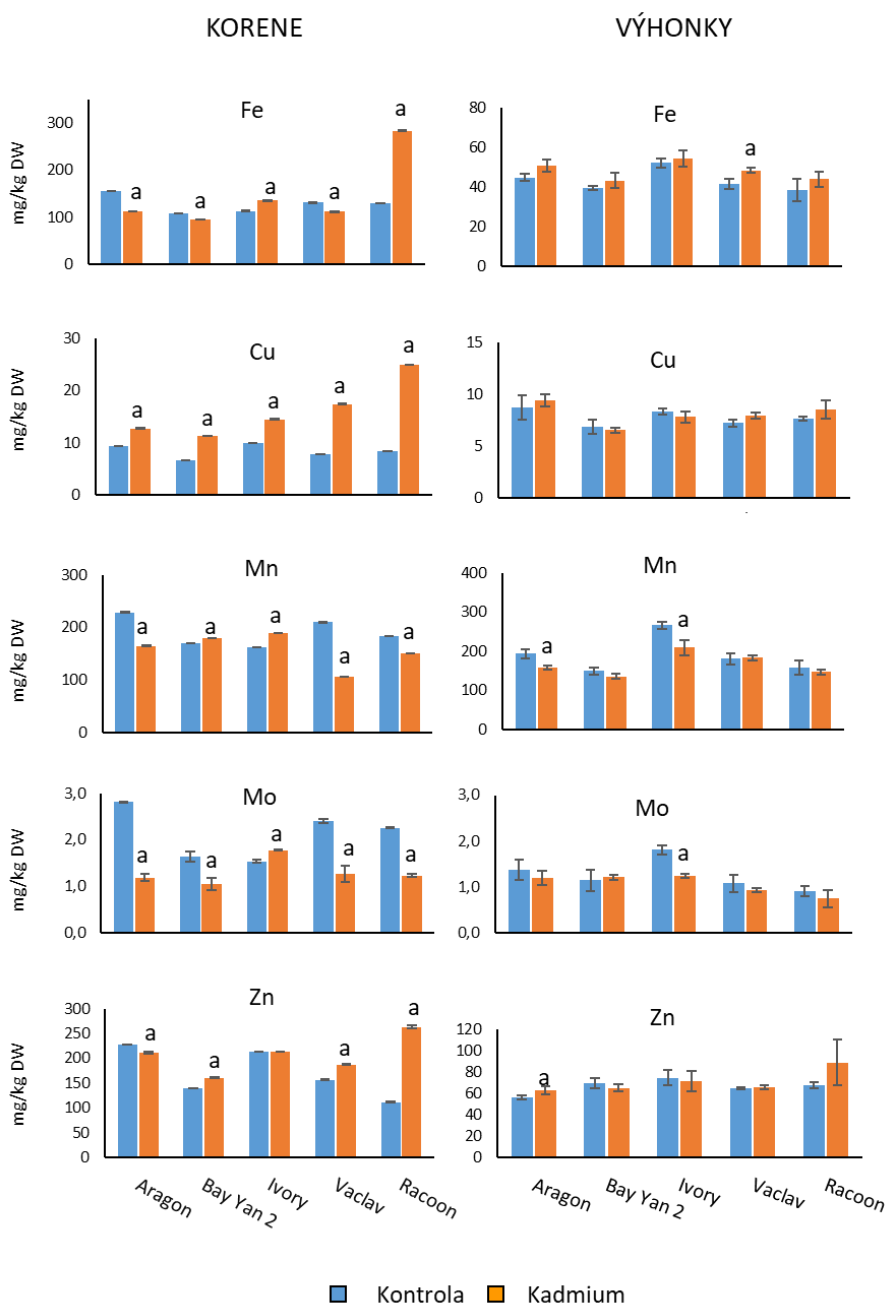 KORENE
VÝHONKY
Fe
mg/kg DW
300
200
100
0
a a a a a
Fe
80
60
40
20
0
a
Cu
mg/kg DW
30
20
10
0
a a a a a
Cu
15
10
5
0
Mn
mg/kg DW
300
200
100
0
a a a a a
Mn
400
300
200
100
0
a a
Mo
mg/kg DW
3,0
2,0
1,0
0,0
a a a a a
Mo
3,0
2,0
1,0
0,0
a
Zn
mg/kg DW
300
250
200
150
100
50
0
a a a a
Aragon Bay Yan 2 Ivory Vaclav Racoon
Zn
120
100
80
60
40
20
0
a
Aragon Bay Yan 2 Ivory Vaclav Racoon
Kontrola Kadmium